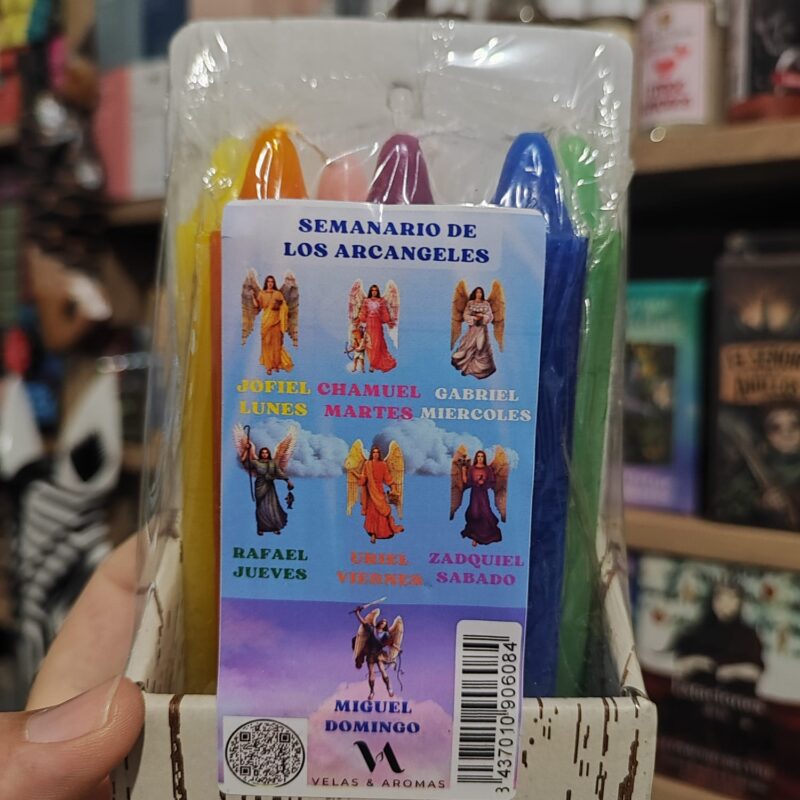 SEMANARIO DE
LOS ARCANGELES
JOFIEL
LUNES
CHAMUEL
MARTES
GABRIEL
MIERCOLES
RAFAEL
JUEVES
URIEL
VIERNES
ZADQUIEL
SABADO
MIGUEL
DOMINGO
VELAS & AROMAS
8437010906084